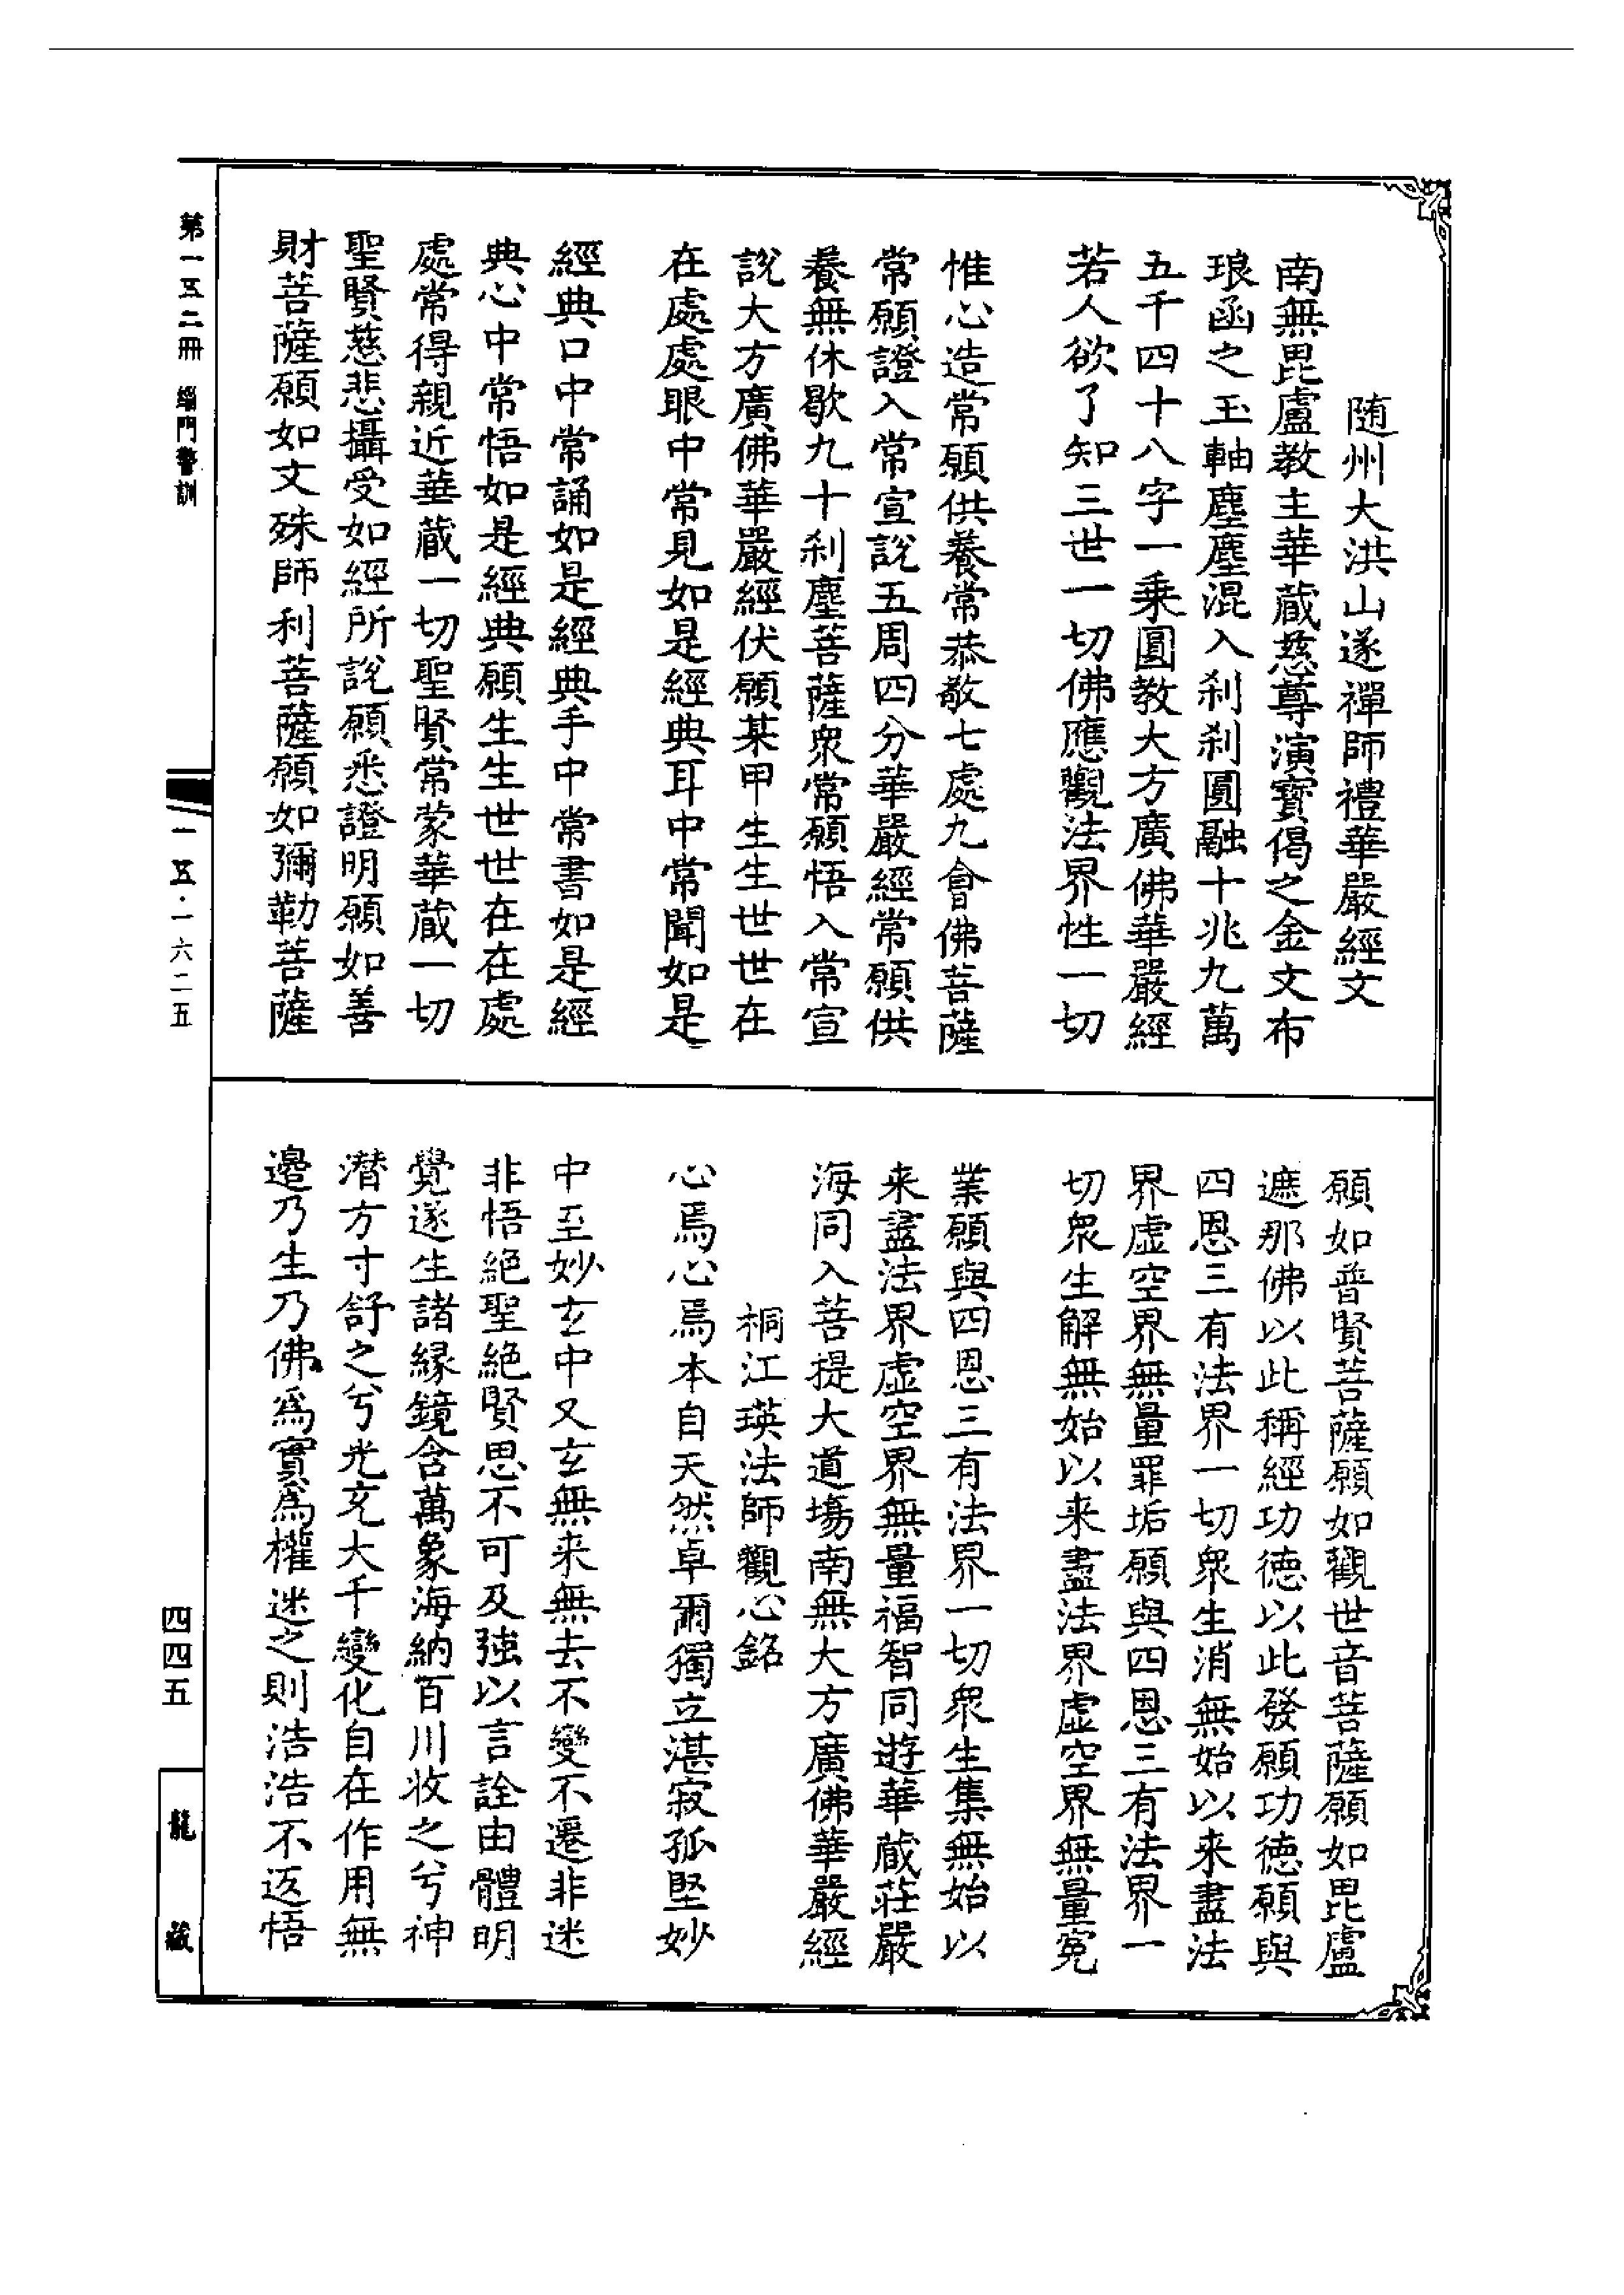 随州大洪山遂禪師禮華嚴經文
南無毘盧教主華蔵慈尊演寳偈之金文布
琅函之玉軸塵塵混入刹刹圓融十兆九萬
五千四十八字一乗圓教大方廣佛華嚴經
若人欲了知三世一切佛應觀法界性一切
惟心造常願供養常恭敬七處九會佛菩薩
常願證入常宣說五周四分華嚴經常願供
養無休歇九十刹塵菩薩衆常願悟入常宣
說大方廣佛華嚴經伏願某甲生生世世在
在處處眼中常見如是經典耳中常聞如是
經典口中常誦如是經典手中常書如是經
典心中常悟如是經典願生生世世在在處
處常得親近華蔵一切聖賢常蒙華蔵一切
聖賢慈悲攝受如經所說願悉證明願如善
財菩薩願如文殊師利菩薩願如彌勒菩薩
願如普賢菩薩願如觀世音菩薩願如毘盧
遮那佛以此稱經功德以此發願功德願與
四恩三有法界一切衆生消無始以来盡法
界虛空界無量罪垢願與四恩三有法界一
切衆生解無始以来盡法界虛空界無量寃
業願與四恩三有法界一切衆生集無始以
来盡法界虛空界無量福智同遊華蔵莊嚴
海同入菩提大道場南無大方廣佛華嚴經
桐江瑛法師觀心銘
心焉心焉本自天然卓爾獨立湛寂孤堅妙
中至妙玄中又玄無来無去不變不遷非迷
非悟絶聖絶賢思不可及強以言詮由體明
覺遂生諸緣鏡含萬象海納百川收之兮神
潛方寸舒之兮光充大千變化自在作用無
邊乃生乃佛為實為權迷之則浩浩不返悟
第一五二冊 緇門警訓
一五·一六二五
四四五
龍藏